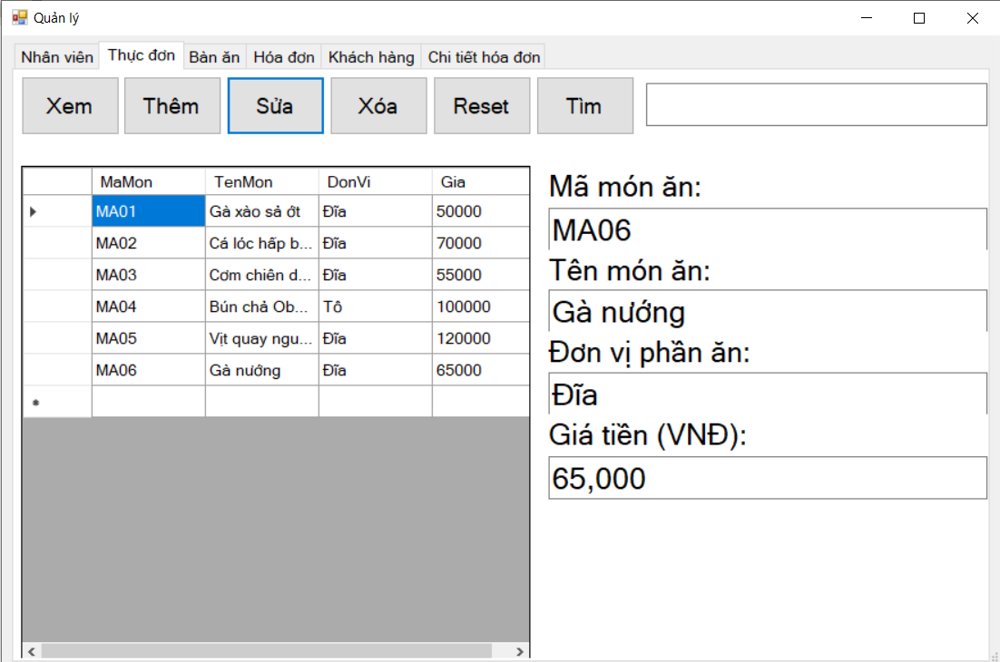 Quản lý
Nhân viên Thực đơn Bàn ăn Hóa đơn Khách hàng Chi tiết hóa đơn
Xem Thêm Sửa Xóa Reset Tìm
MaMon TenMon DonVi Gia
MA01 Gà xào sả ớt Đĩa 50000
MA02 Cá lóc hấp b... Đĩa 70000
MA03 Cơm chiên d... Đĩa 55000
MA04 Bún chả Ob... Tô 100000
MA05 Vịt quay ngu... Đĩa 120000
MA06 Gà nướng Đĩa 65000
Mã món ăn:
MA06
Tên món ăn:
Gà nướng
Đơn vị phần ăn:
Đĩa
Giá tiền (VNĐ):
65,000